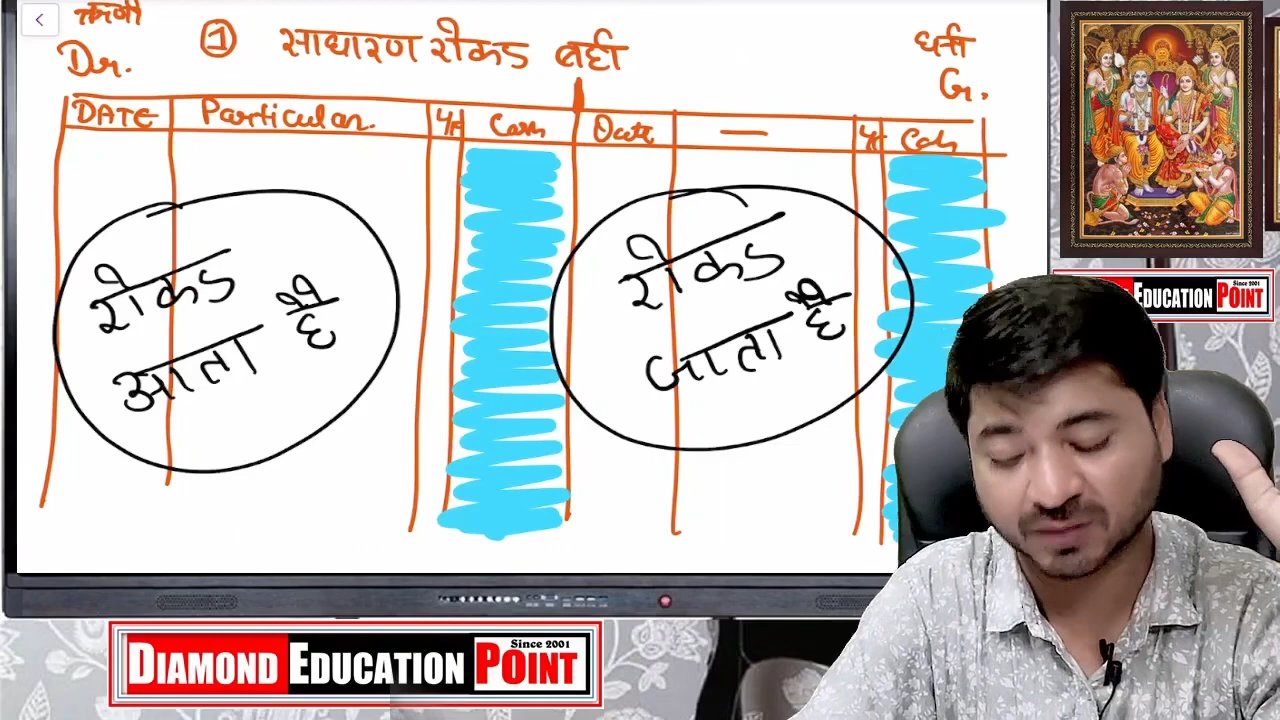 ऋणी
Dr.
① साधारण रोकड बही
धनी
Cr.
DATE Particular. L/F Cash Date — L/F Cash
रोकड
आता है
रोकड
जाता है
EDUCATION POINT
Since 2001
Since 2001
DIAMOND EDUCATION POINT